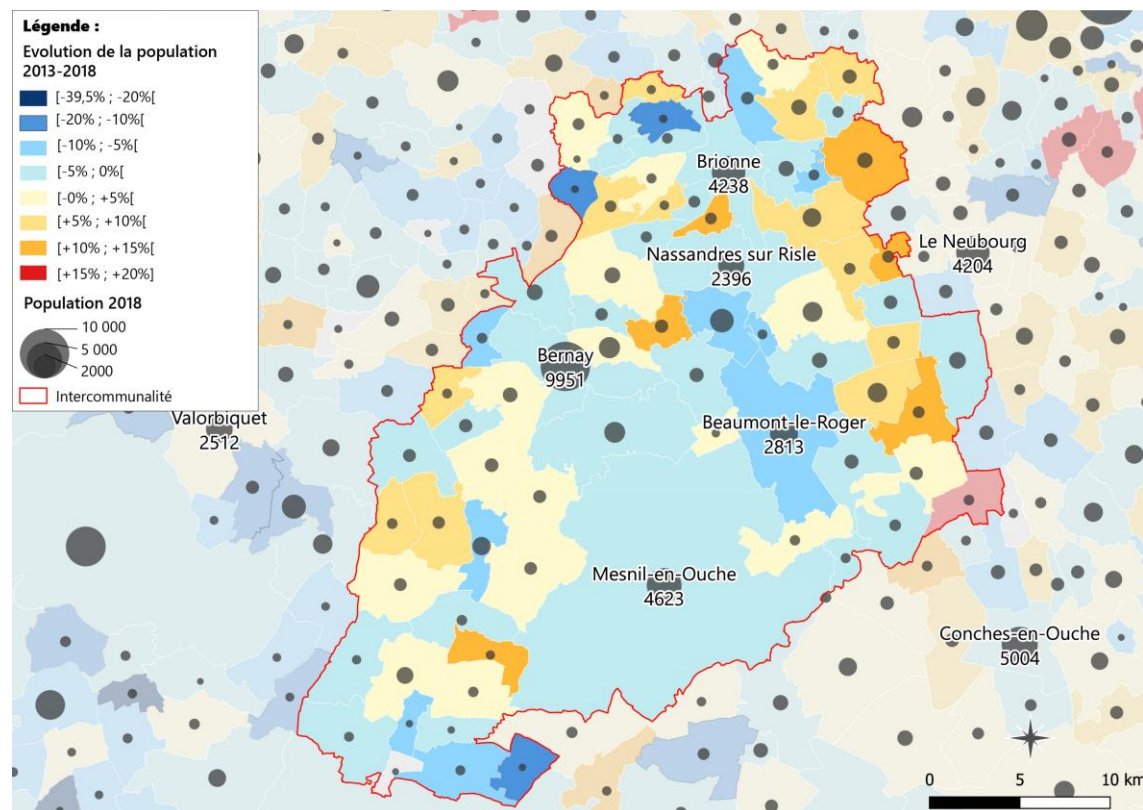 Légende :
Evolution de la population
2013-2018
[-39,5% ; -20%[
[-20% ; -10%[
[-10% ; -5%[
[-5% ; 0%[
[-0% ; +5%[
[+5% ; +10%[
[+10% ; +15%[
[+15% ; +20%]
Population 2018
10 000
5 000
2000
Intercommunalité
Brionne
4238
Nassandres sur Risle
2396
Le Neubourg
4204
Bernay
9951
Valorbiquet
2512
Beaumont-le-Roger
2813
Mesnil-en-Ouche
4623
Conches-en-Ouche
5004
0 5 10 km